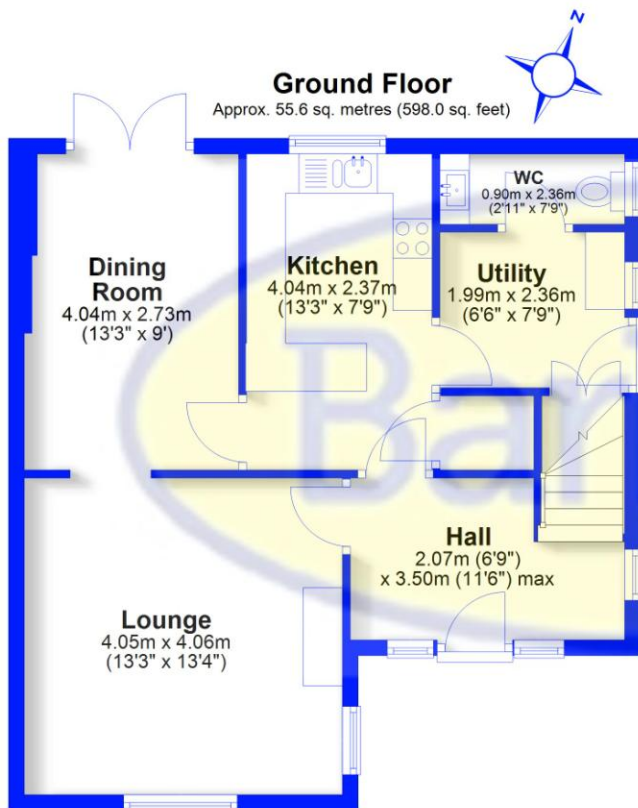 N
Ground Floor
Approx. 55.6 sq. metres (598.0 sq. feet)
WC
0.90m x 2.36m
(2'11" x 7'9")
Dining
Room
4.04m x 2.73m
(13'3" x 9')
Kitchen
4.04m x 2.37m
(13'3" x 7'9")
Utility
1.99m x 2.36m
(6'6" x 7'9")
Bar
Hall
2.07m (6'9")
x 3.50m (11'6") max
Lounge
4.05m x 4.06m
(13'3" x 13'4")